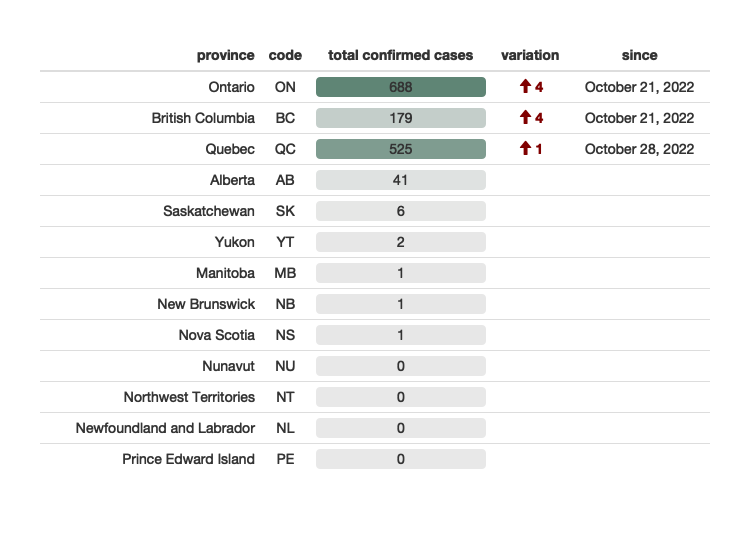 province code total confirmed cases variation since
Ontario ON 688 4 October 21, 2022
British Columbia BC 179 4 October 21, 2022
Quebec QC 525 1 October 28, 2022
Alberta AB 41
Saskatchewan SK 6
Yukon YT 2
Manitoba MB 1
New Brunswick NB 1
Nova Scotia NS 1
Nunavut NU 0
Northwest Territories NT 0
Newfoundland and Labrador NL 0
Prince Edward Island PE 0